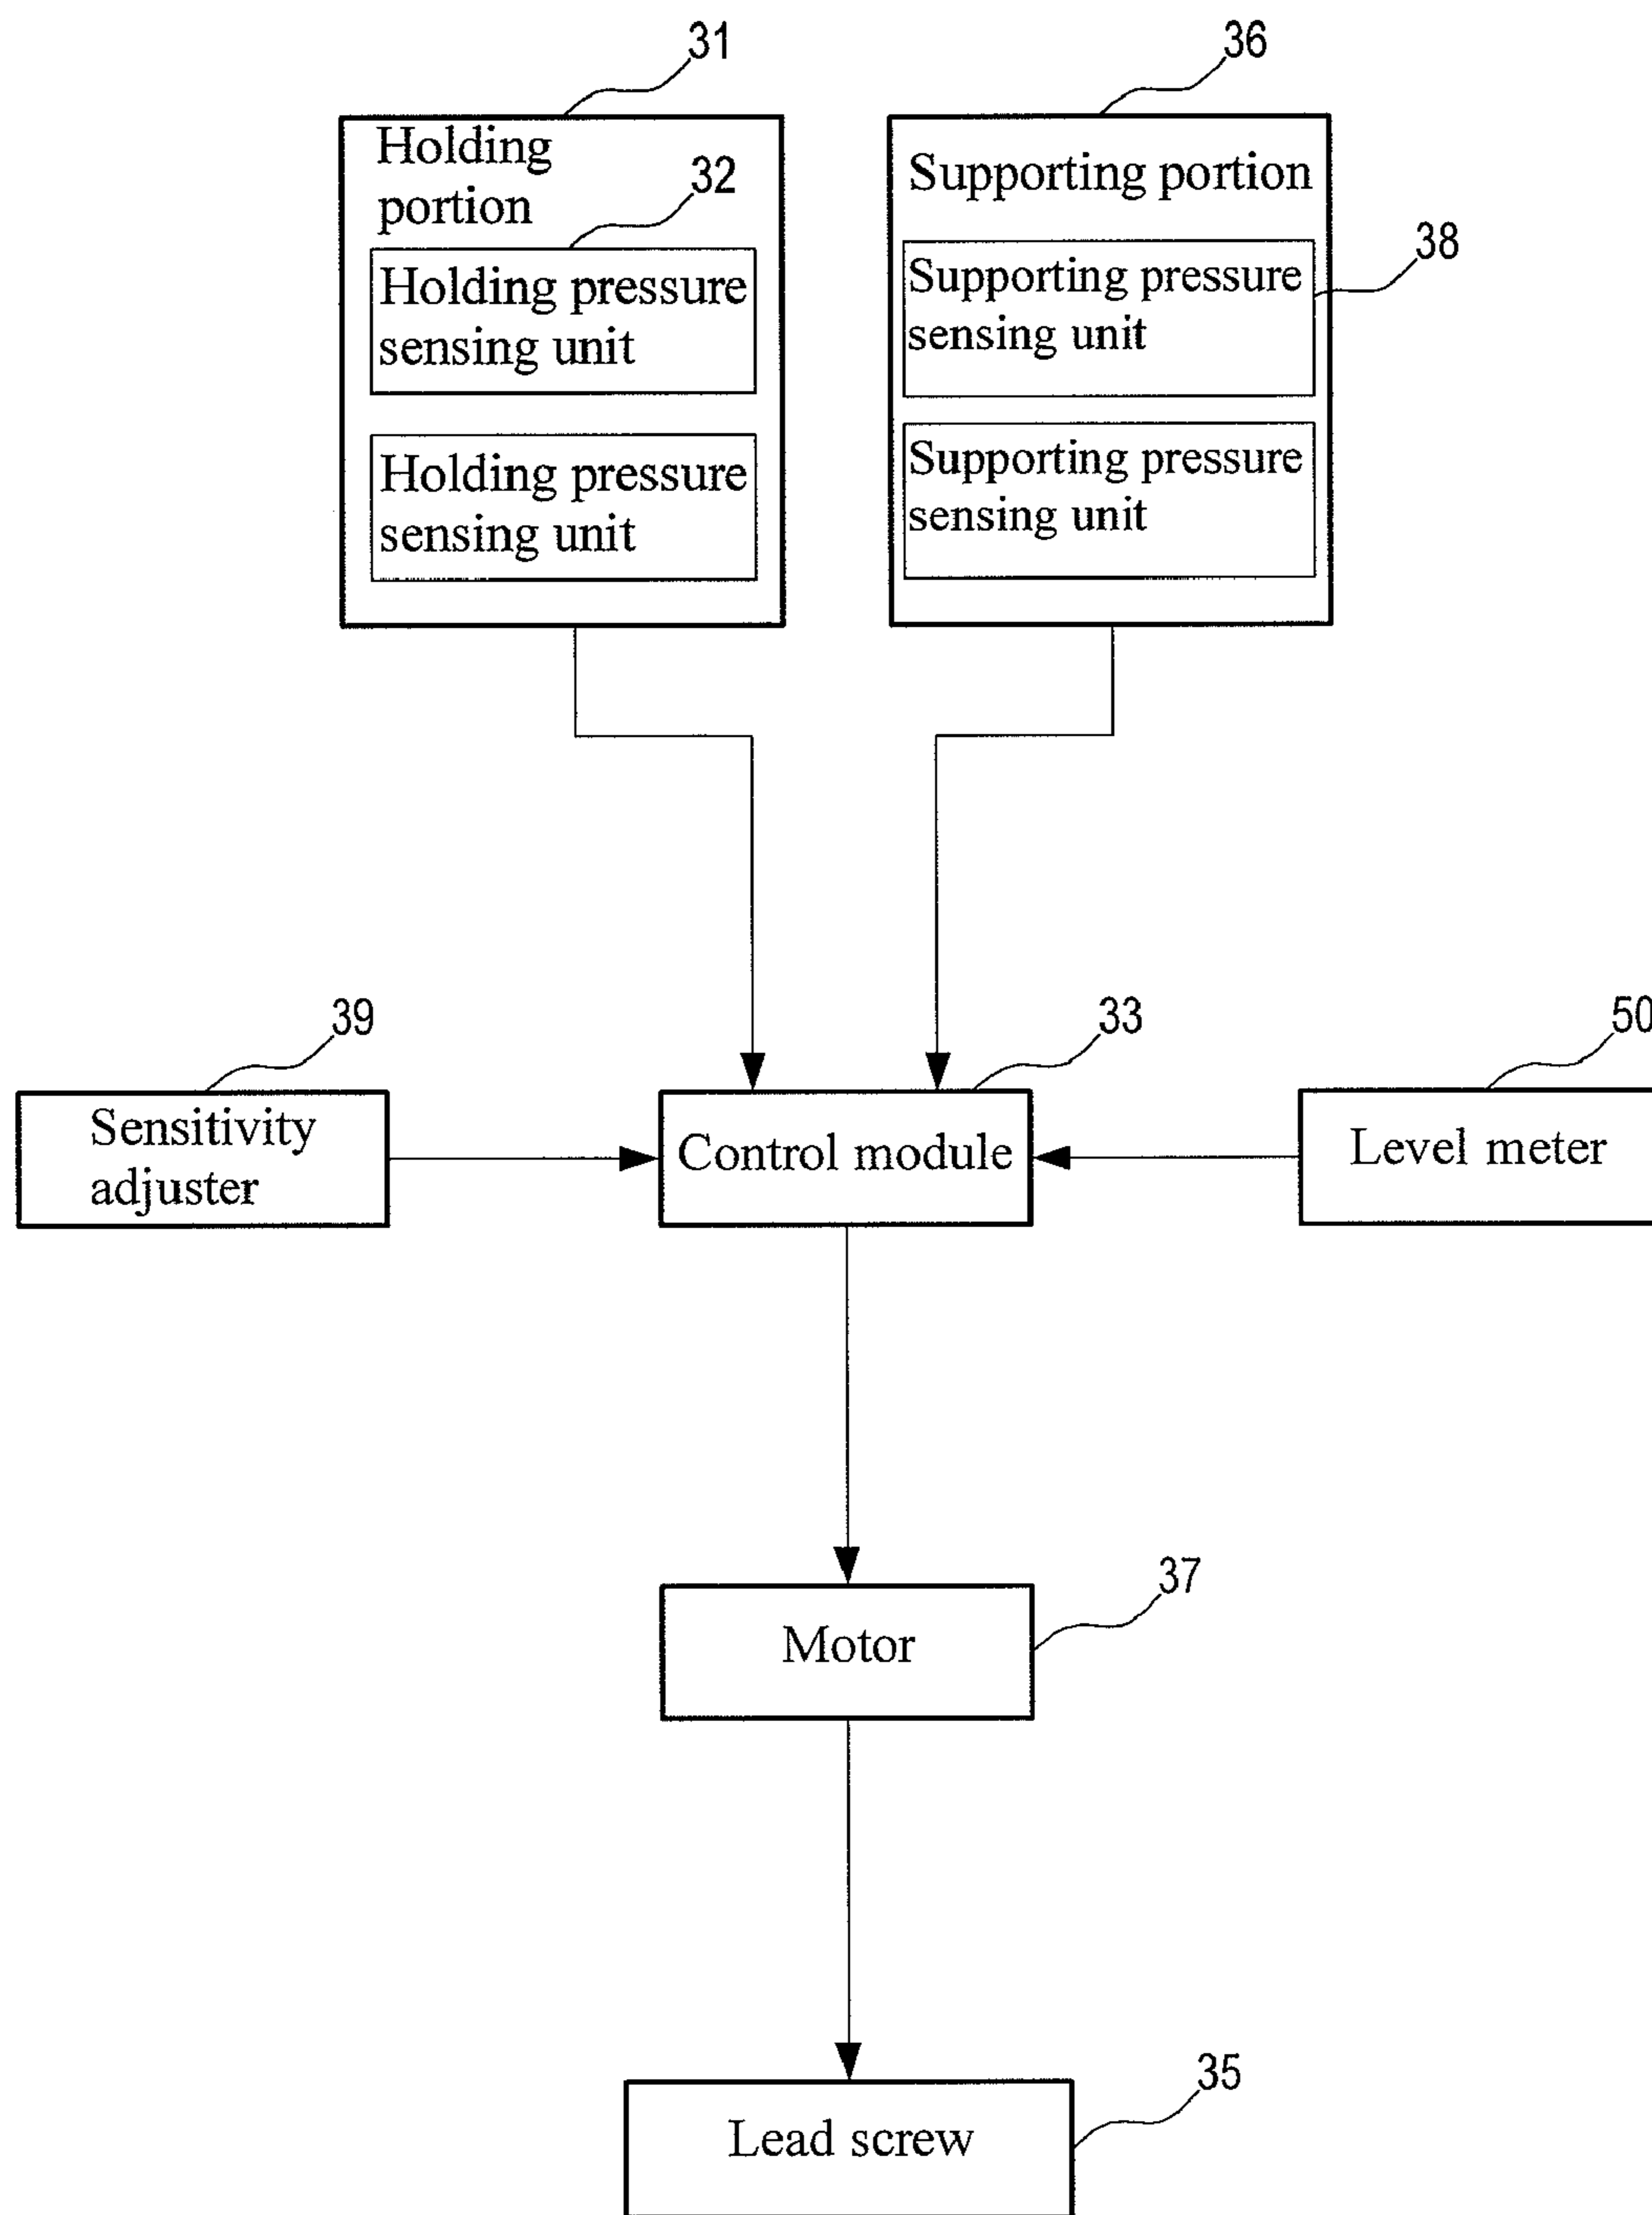 31
36
Holding
portion
32
Holding pressure
sensing unit
Holding pressure
sensing unit
Supporting portion
38
Supporting pressure
sensing unit
Supporting pressure
sensing unit
39
33
50
Sensitivity
adjuster
Control module
Level meter
37
Motor
35
Lead screw